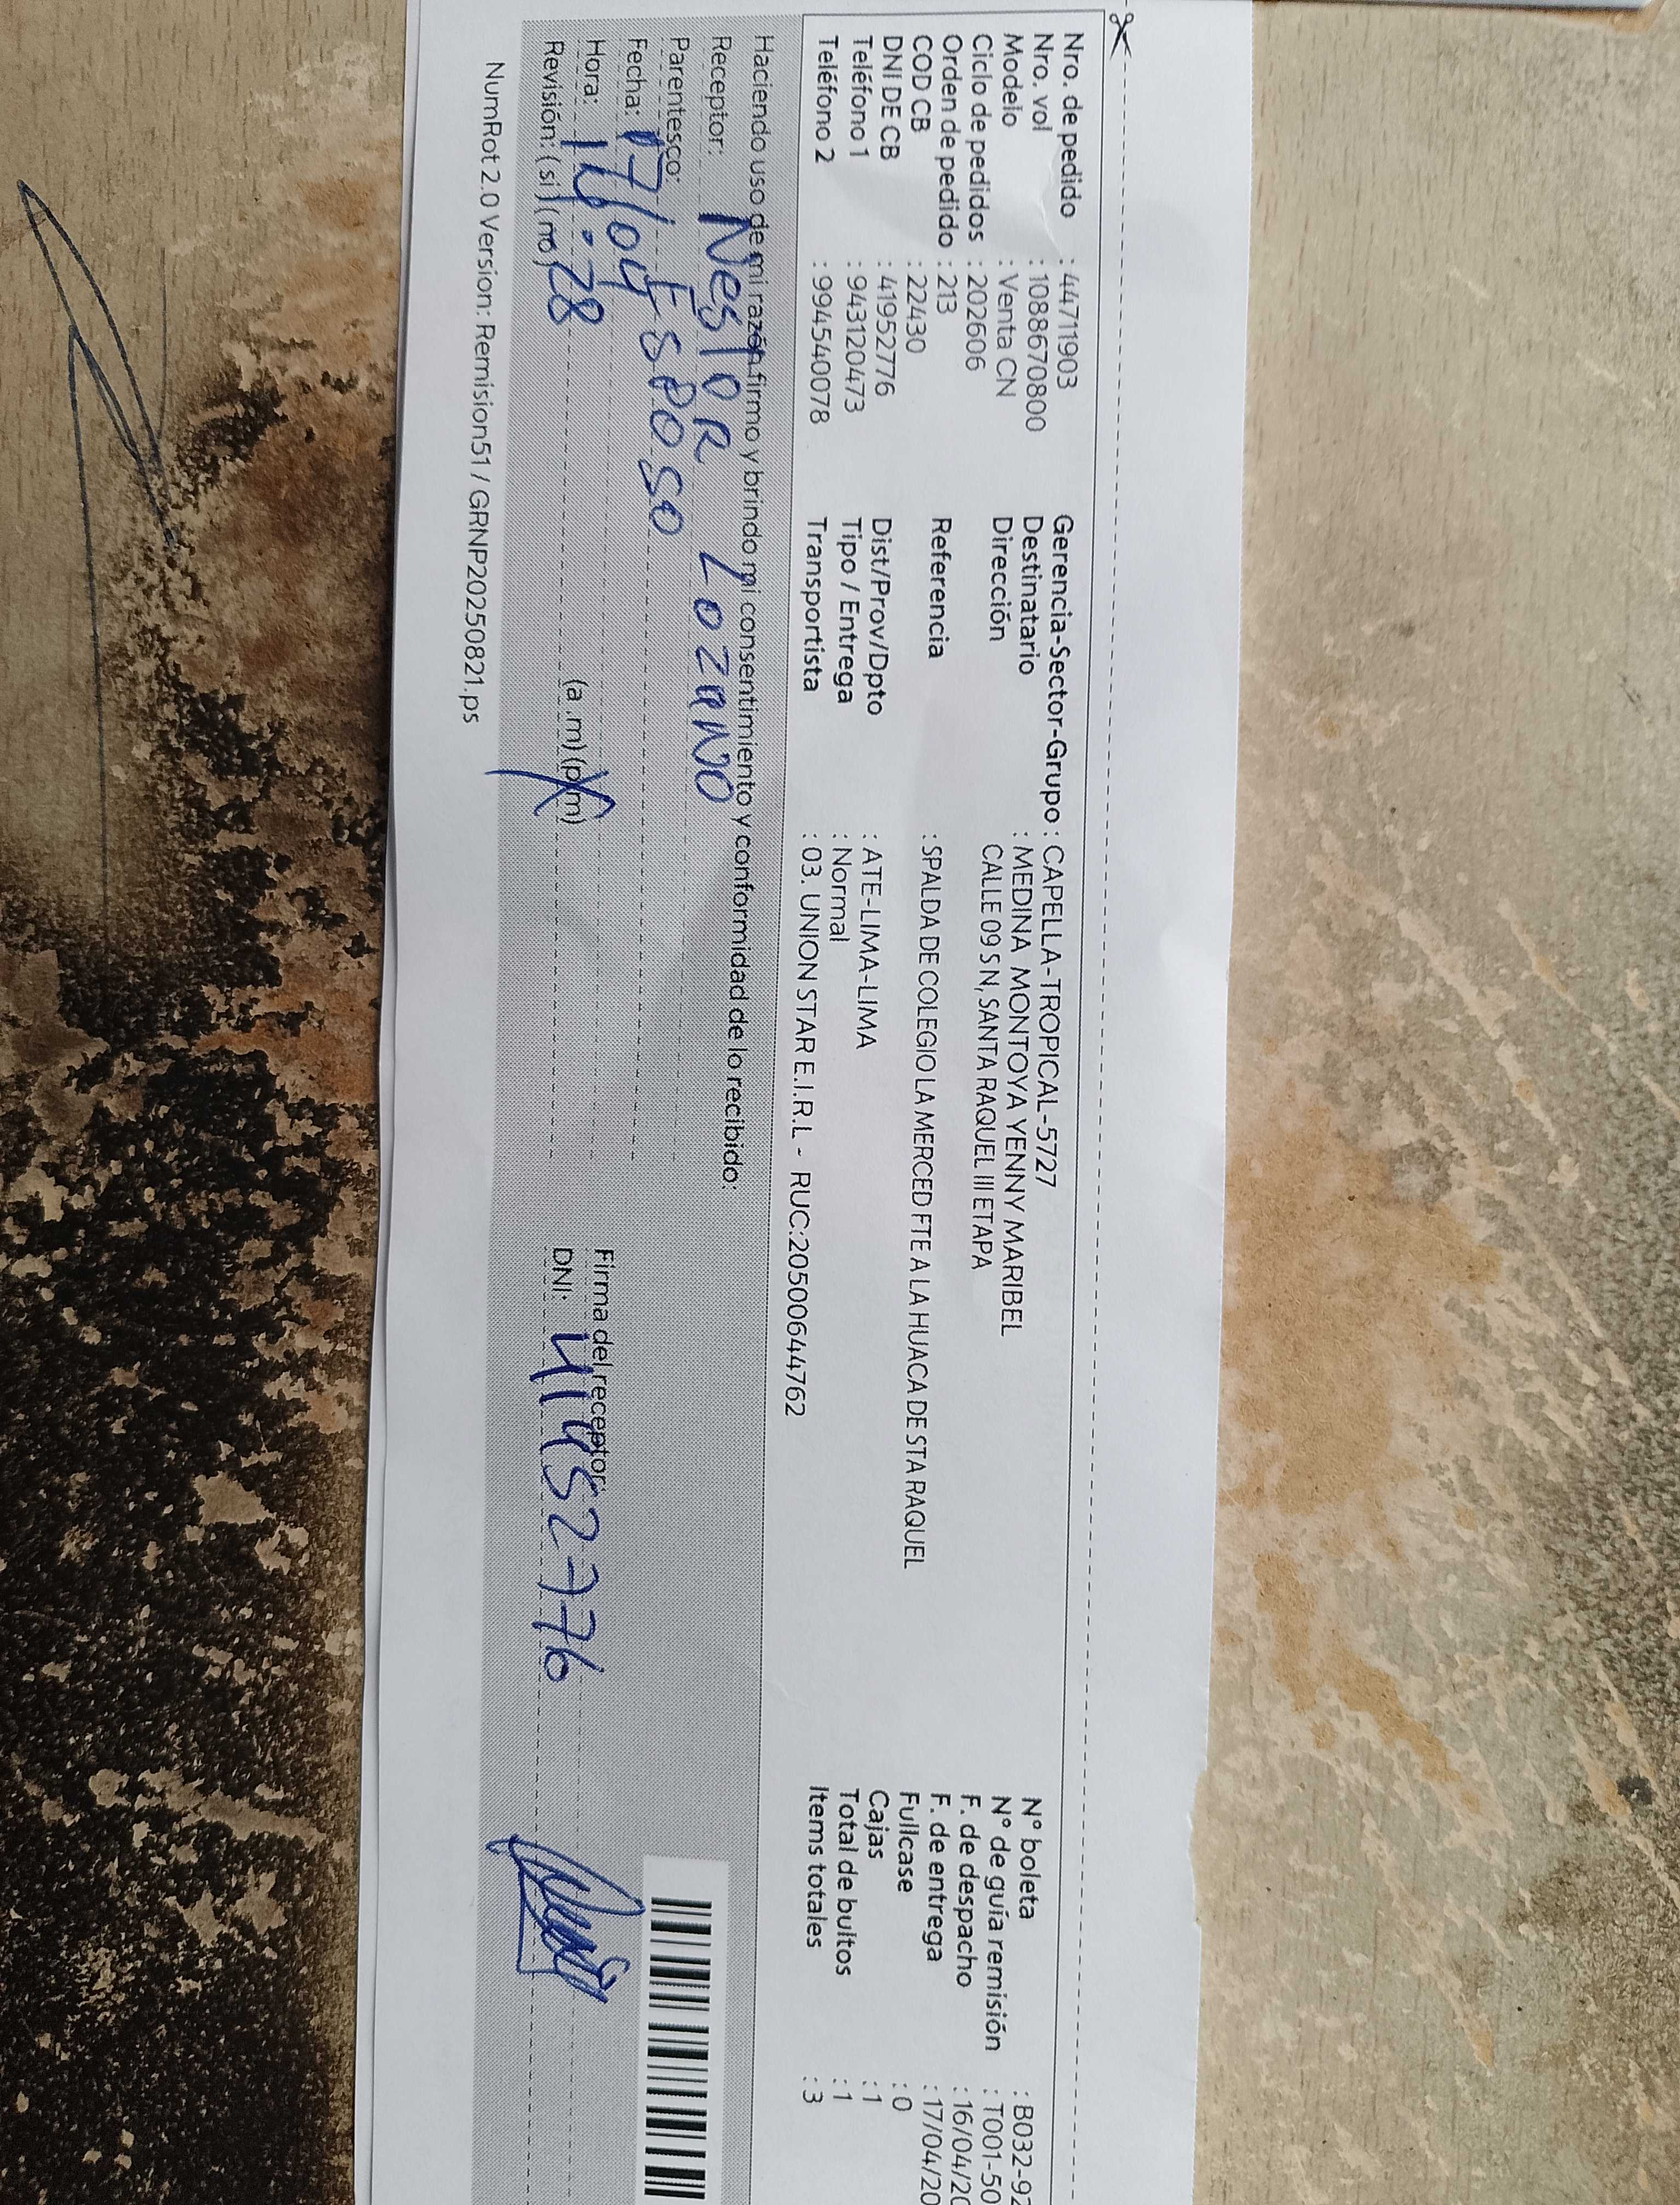 Nro. de pedido : 44711903
Nro. vol : 10886708​00
Modelo : Venta CN
Ciclo de pedidos : 202606
Orden de pedido : 213
COD CB : 22430
DNI DE CB : 41952776
Teléfono 1 : 943120473
Teléfono 2 : 994540078
Gerencia-Sector-Grupo : CAPELLA-TROPICAL-5727
Destinatario : MEDINA MONTOYA YENNY MARIBEL
Dirección CALLE 09 S N, SANTA RAQUEL III ETAPA
Referencia : SPALDA DE COLEGIO LA MERCED FTE A LA HUACA DE STA RAQUEL
Dist/Prov/Dpto : ATE-LIMA-LIMA
Tipo / Entrega : Normal
Transportista : 03. UNION STAR E.I.R.L - RUC:20500644762
N° boleta : B032-92
N° de guía remisión : T001-50
F. de despacho : 16/04/20
F. de entrega : 17/04/20
Fullcase : 0
Cajas : 1
Total de bultos : 1
Items totales : 3
Haciendo uso de mi razón firmo y brindo mi consentimiento y conformidad de lo recibido:
Receptor: NesTOR LozaNO
Parentesco: ESPOSO
Fecha: 17/04
Hora: :28 (a .m) (p.m)
Revisión: (si) (no)
Firma del receptor:
DNI: 41952776
NumRot 2.0 Version: Remision51 / GRNP20250821.ps